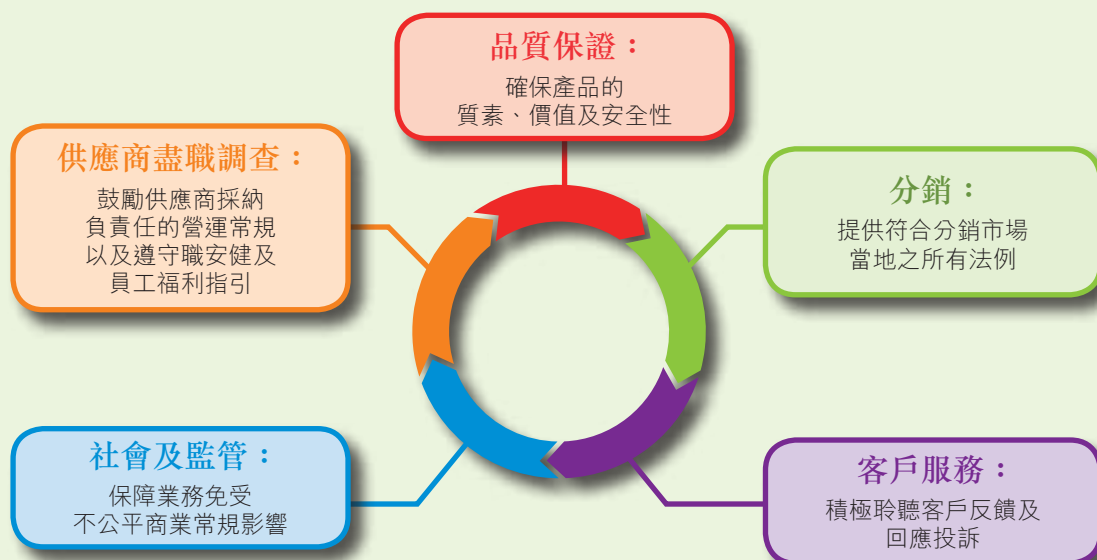 品質保證：
確保產品的
質素、價值及安全性
供應商盡職調查：
鼓勵供應商採納
負責任的營運常規
以及遵守職安健及
員工福利指引
分銷：
提供符合分銷市場
當地之所有法例
社會及監管：
保障業務免受
不公平商業常規影響
客戶服務：
積極聆聽客戶反饋及
回應投訴